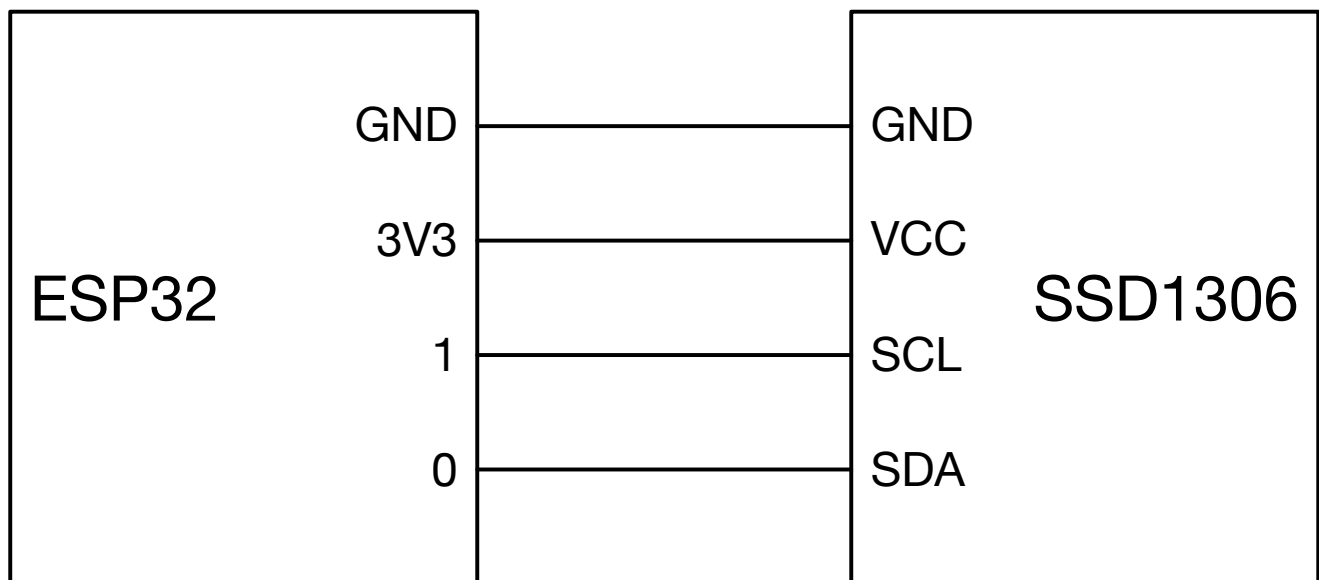 GND GND
3V3 VCC
ESP32 SSD1306
1 SCL
0 SDA